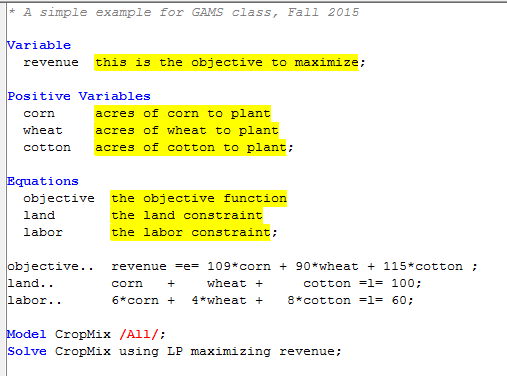 * A simple example for GAMS class, Fall 2015
Variable
revenue this is the objective to maximize;
Positive Variables
corn acres of corn to plant
wheat acres of wheat to plant
cotton acres of cotton to plant;
Equations
objective the objective function
land the land constraint
labor the labor constraint;
objective.. revenue =e= 109*corn + 90*wheat + 115*cotton ;
land.. corn + wheat + cotton =l= 100;
labor.. 6*corn + 4*wheat + 8*cotton =l= 60;
Model CropMix /All/;
Solve CropMix using LP maximizing revenue;